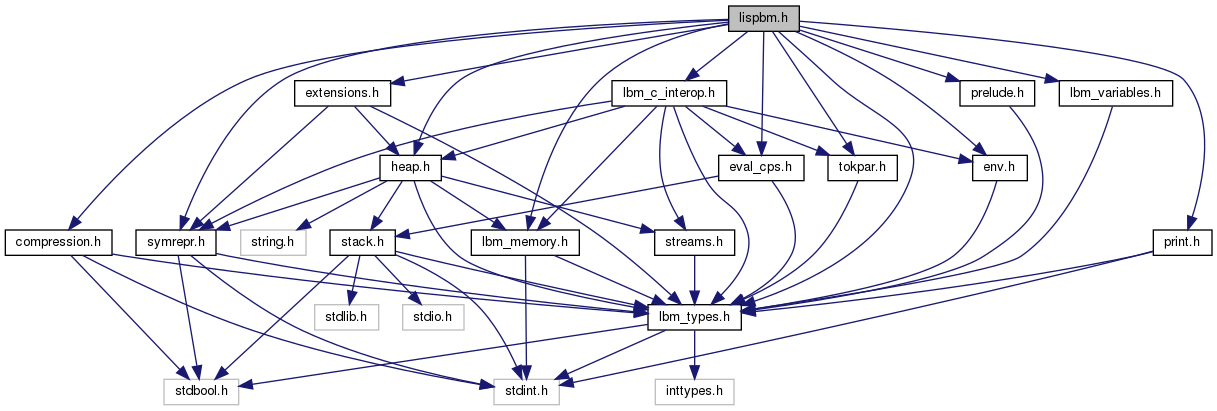 lispbm.h
extensions.h
lbm_c_interop.h
prelude.h
lbm_variables.h
heap.h
eval_cps.h
tokpar.h
env.h
compression.h
symrepr.h
string.h
stack.h
lbm_memory.h
streams.h
print.h
stdlib.h
stdio.h
lbm_types.h
stdbool.h
stdint.h
inttypes.h